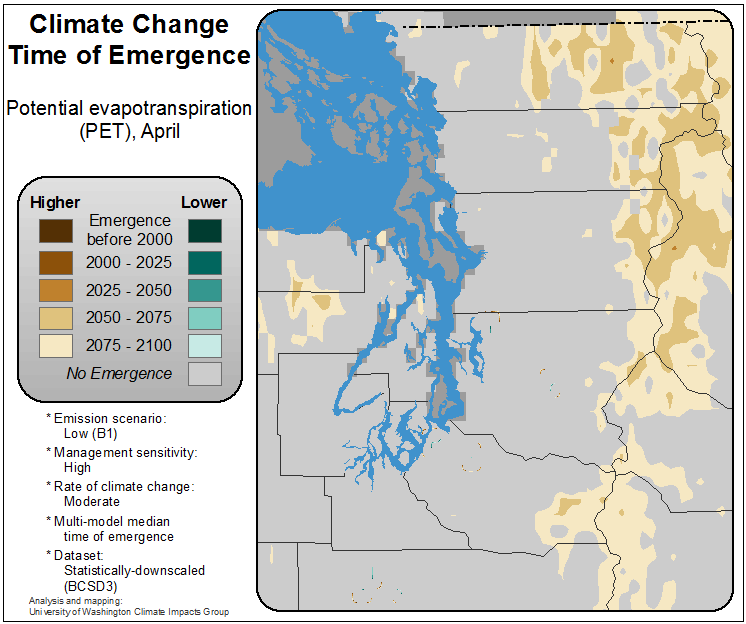 Climate Change
Time of Emergence
Potential evapotranspiration
(PET), April
Higher Lower
Emergence
before 2000
2000 - 2025
2025 - 2050
2050 - 2075
2075 - 2100
No Emergence
* Emission scenario:
Low (B1)
* Management sensitivity:
High
* Rate of climate change:
Moderate
* Multi-model median
time of emergence
* Dataset:
Statistically-downscaled
(BCSD3)
Analysis and mapping:
University of Washington Climate Impacts Group